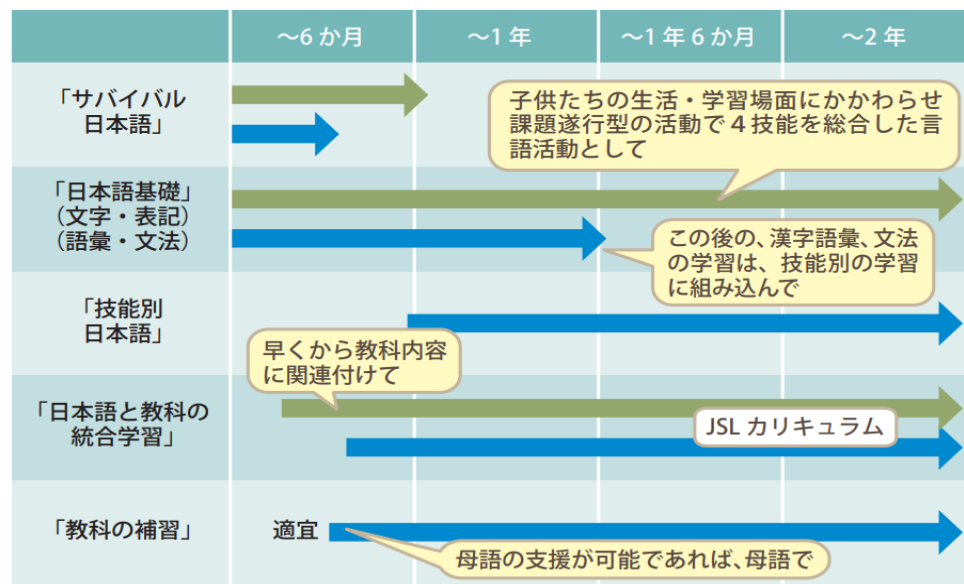 ～6か月
～1年
～1年6か月
～2年
「サバイバル
日本語」
子供たちの生活・学習場面にかかわらせ
課題遂行型の活動で4技能を総合した言
語活動として
「日本語基礎」
（文字・表記）
（語彙・文法）
この後の、漢字語彙、文法
の学習は、技能別の学習
に組み込んで
「技能別
日本語」
早くから教科内容
に関連付けて
「日本語と教科の
統合学習」
JSLカリキュラム
「教科の補習」
適宜
母語の支援が可能であれば、母語で